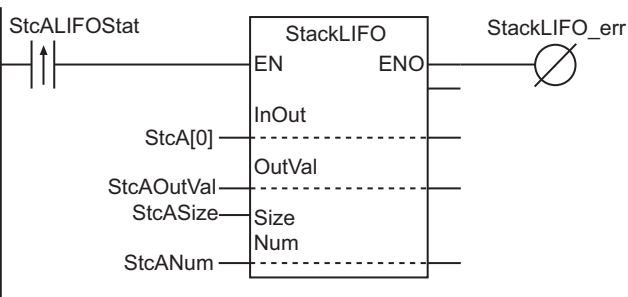 StcALIFOStat StackLIFO StackLIFO_err
EN ENO
InOut
StcA[0]
OutVal
StcAOutVal
StcASize Size
Num
StcANum